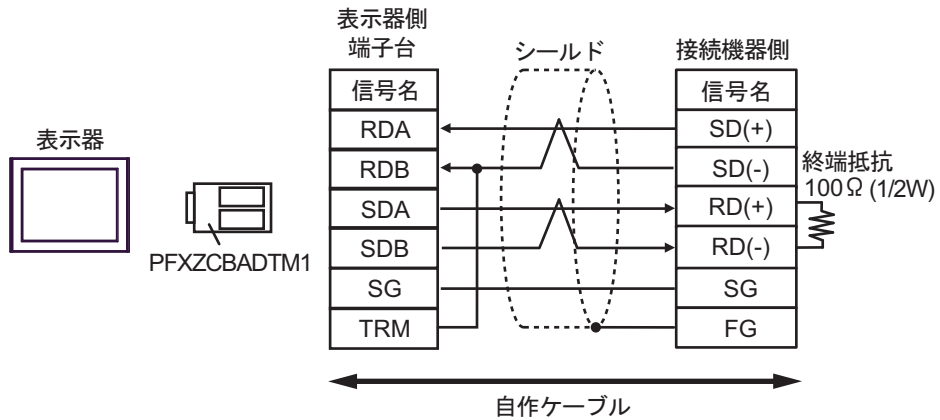 表示器
PFXZCBADTM1
表示器側
端子台
信号名
RDA
RDB
SDA
SDB
SG
TRM
シールド
接続機器側
信号名
SD(+)
SD(-)
RD(+)
RD(-)
SG
FG
終端抵抗
100Ω (1/2W)
自作ケーブル